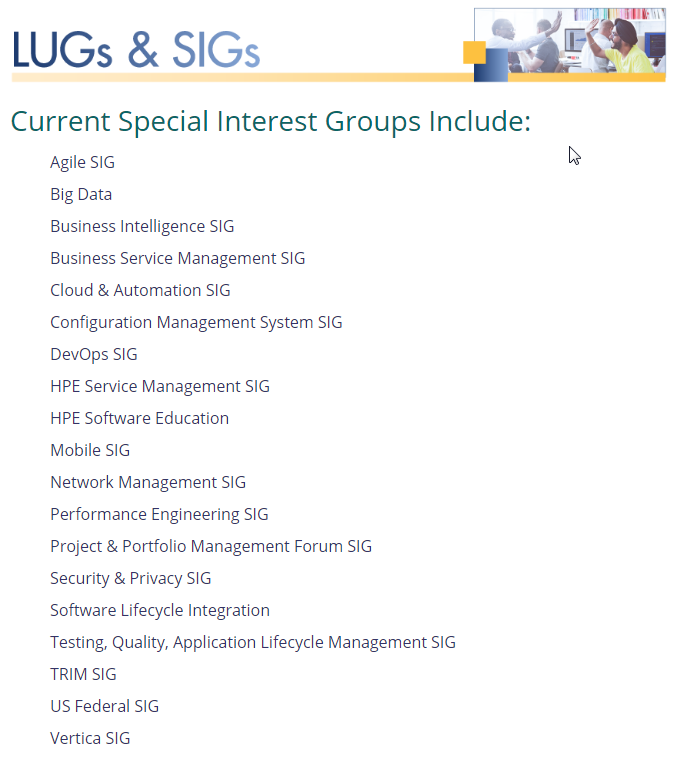 LUGs & SIGs
Current Special Interest Groups Include:
Agile SIG
Big Data
Business Intelligence SIG
Business Service Management SIG
Cloud & Automation SIG
Configuration Management System SIG
DevOps SIG
HPE Service Management SIG
HPE Software Education
Mobile SIG
Network Management SIG
Performance Engineering SIG
Project & Portfolio Management Forum SIG
Security & Privacy SIG
Software Lifecycle Integration
Testing, Quality, Application Lifecycle Management SIG
TRIM SIG
US Federal SIG
Vertica SIG